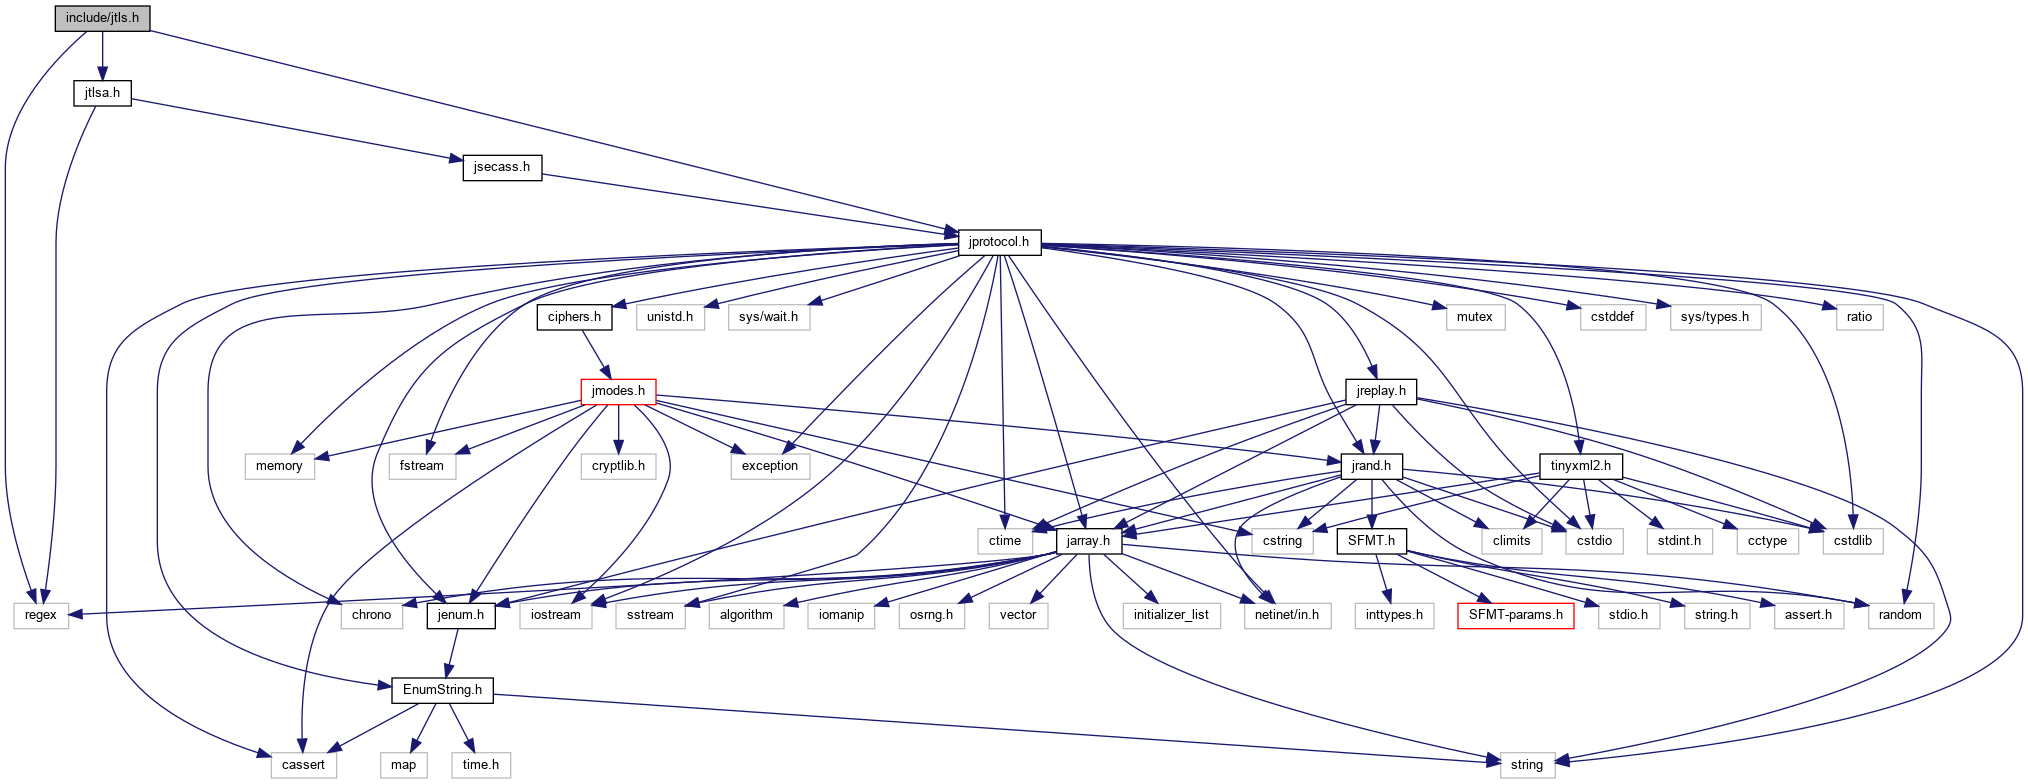 include/jtls.h
jtlsa.h
jsecass.h
jprotocol.h
ciphers.h
unistd.h
sys/wait.h
mutex
cstddef
sys/types.h
ratio
jmodes.h
jreplay.h
memory
fstream
cryptlib.h
exception
jrand.h
tinyxml2.h
ctime
jarray.h
cstring
SFMT.h
climits
cstdio
stdint.h
cctype
cstdlib
regex
chrono
jenum.h
iostream
sstream
algorithm
iomanip
osrng.h
vector
initializer_list
netinet/in.h
inttypes.h
SFMT-params.h
stdio.h
string.h
assert.h
random
EnumString.h
cassert
map
time.h
string